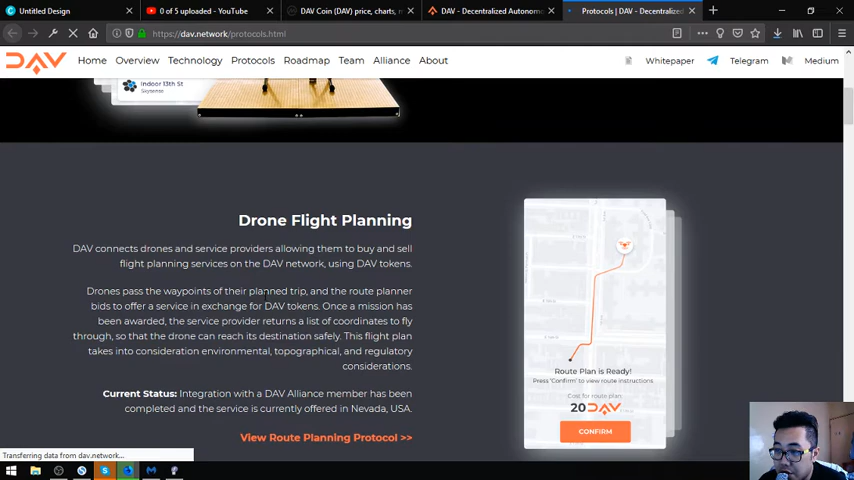 Untitled Design
0 of 5 uploaded - YouTube
DAV Coin (DAV) price, charts, m
DAV - Decentralized Autonomo
Protocols | DAV - Decentralized
https://dav.network/protocols.html
DAV
Home
Overview
Technology
Protocols
Roadmap
Team
Alliance
About
Whitepaper
Telegram
Medium
Indoor 13th St
Skysense
Drone Flight Planning
DAV connects drones and service providers allowing them to buy and sell
flight planning services on the DAV network, using DAV tokens.
Drones pass the waypoints of their planned trip, and the route planner
bids to offer a service in exchange for DAV tokens. Once a mission has
been awarded, the service provider returns a list of coordinates to fly
through, so that the drone can reach its destination safely. This flight plan
takes into consideration environmental, topographical, and regulatory
considerations.
Current Status: Integration with a DAV Alliance member has been
completed and the service is currently offered in Nevada, USA.
View Route Planning Protocol >>
Route Plan is Ready!
Press 'Confirm' to view route instructions
Cost for route plan:
20 DAV
CONFIRM
Transferring data from dav.network...